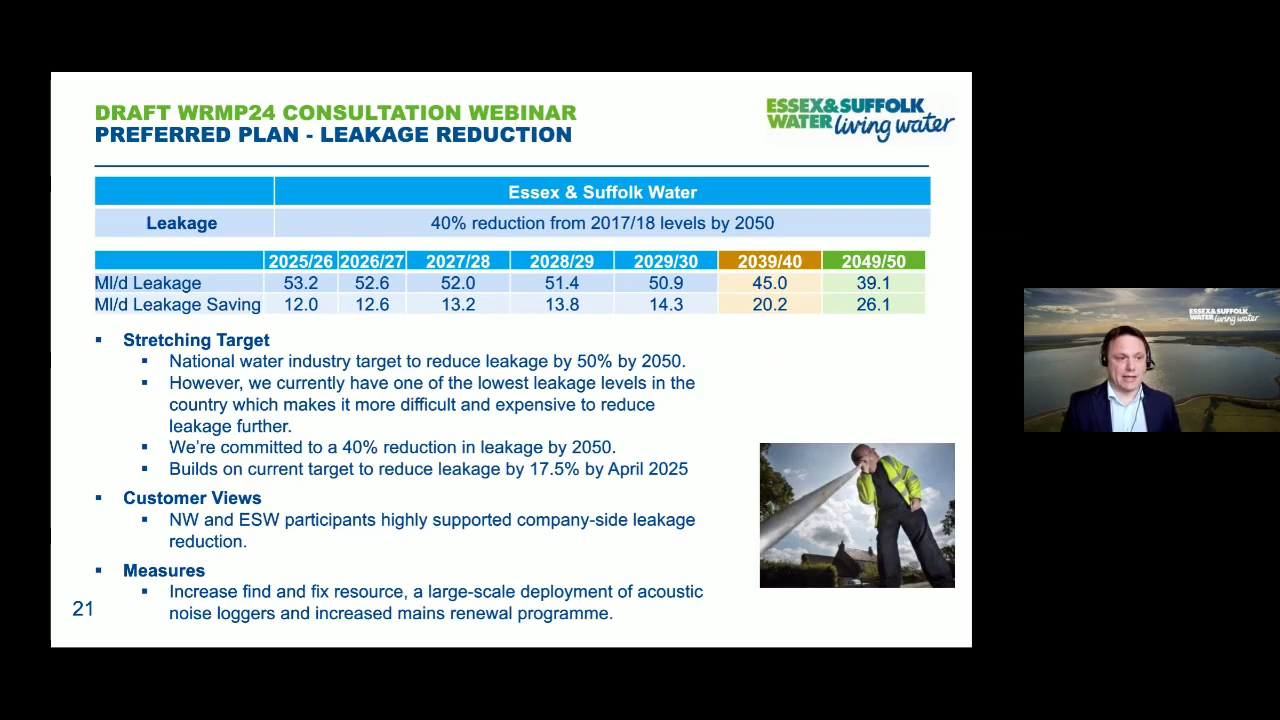 DRAFT WRMP24 CONSULTATION WEBINAR
PREFERRED PLAN - LEAKAGE REDUCTION
ESSEX&SUFFOLK
WATER living water
Essex & Suffolk Water
Leakage 40% reduction from 2017/18 levels by 2050
2025/26 2026/27 2027/28 2028/29 2029/30 2039/40 2049/50
Ml/d Leakage 53.2 52.6 52.0 51.4 50.9 45.0 39.1
Ml/d Leakage Saving 12.0 12.6 13.2 13.8 14.3 20.2 26.1
▪ Stretching Target
▪ National water industry target to reduce leakage by 50% by 2050.
▪ However, we currently have one of the lowest leakage levels in the
country which makes it more difficult and expensive to reduce
leakage further.
▪ We’re committed to a 40% reduction in leakage by 2050.
▪ Builds on current target to reduce leakage by 17.5% by April 2025
▪ Customer Views
▪ NW and ESW participants highly supported company-side leakage
reduction.
▪ Measures
▪ Increase find and fix resource, a large-scale deployment of acoustic
noise loggers and increased mains renewal programme.
21
ESSEX&SUFFOLK
WATER living water